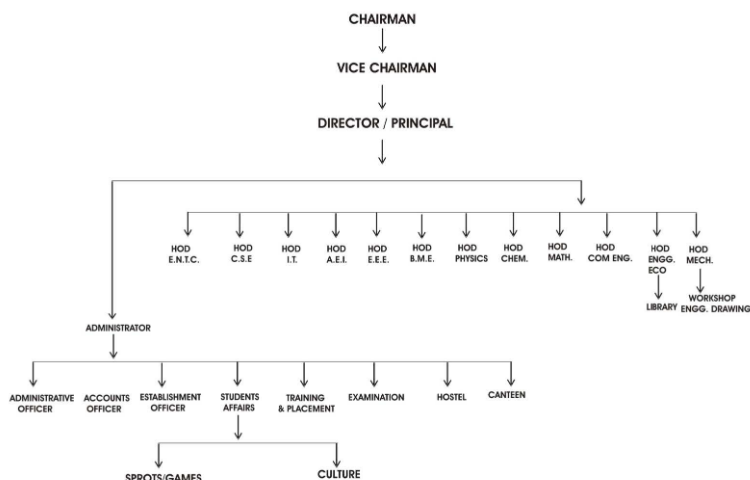 CHAIRMAN
VICE CHAIRMAN
DIRECTOR / PRINCIPAL
HOD
E.N.T.C.
HOD
C.S.E
HOD
I.T.
HOD
A.E.I.
HOD
E.E.E.
HOD
B.M.E.
HOD
PHYSICS
HOD
CHEM.
HOD
MATH.
HOD
COM ENG.
HOD
ENGG.
ECO
HOD
MECH.
LIBRARY
WORKSHOP
ENGG. DRAWING
ADMINISTRATOR
ADMINISTRATIVE
OFFICER
ACCOUNTS
OFFICER
ESTABLISHMENT
OFFICER
STUDENTS
AFFAIRS
TRAINING
& PLACEMENT
EXAMINATION
HOSTEL
CANTEEN
SPROTS/GAMES
CULTURE